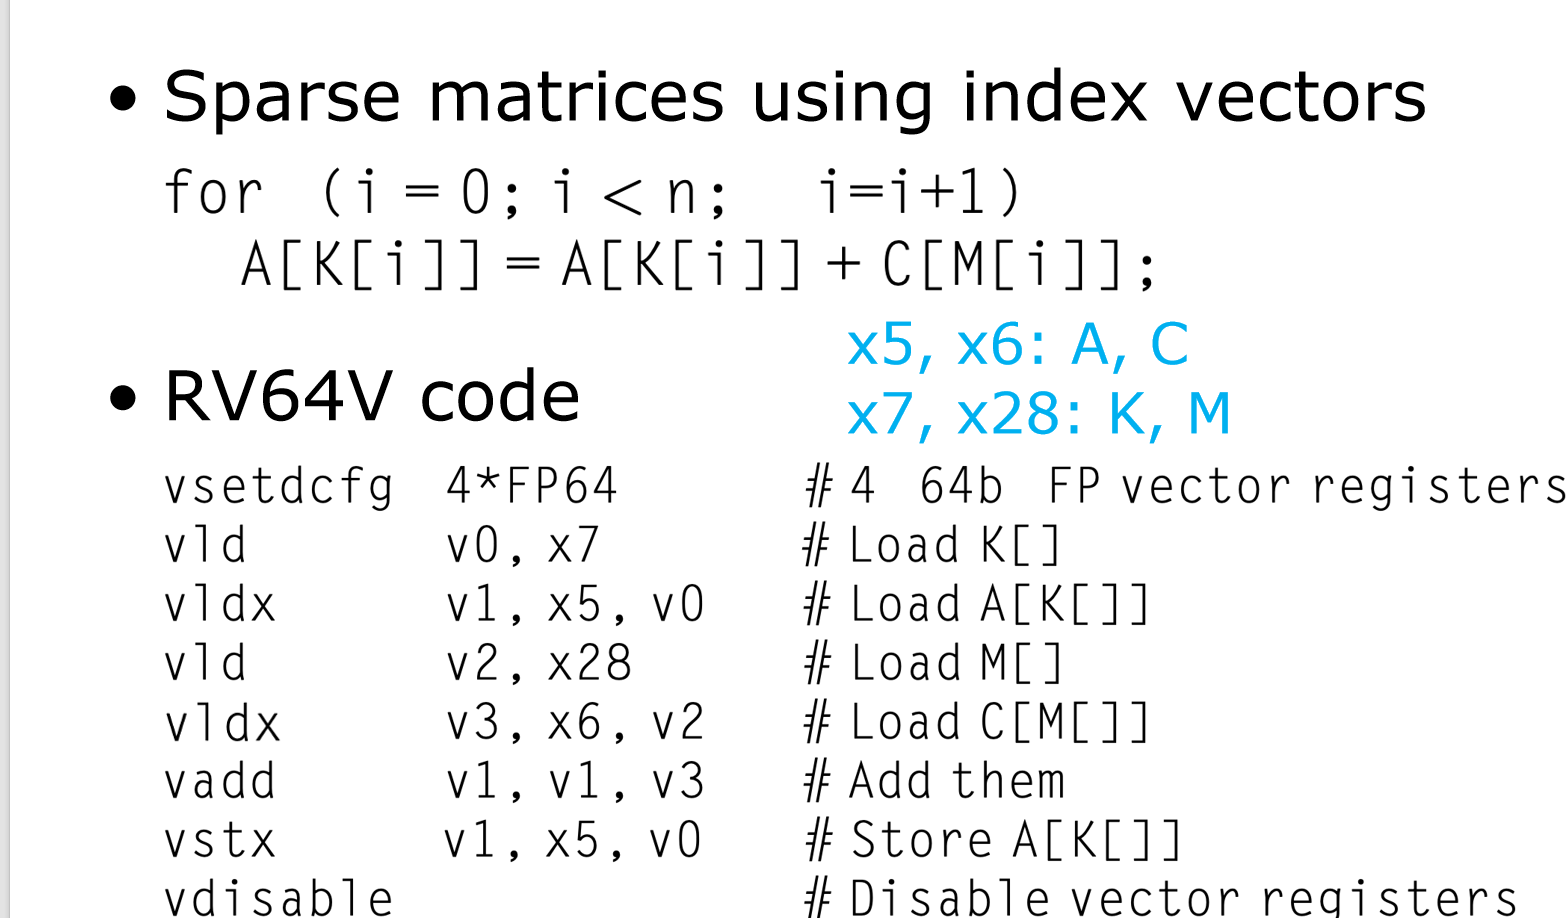 • Sparse matrices using index vectors
for (i = 0; i < n; i=i+1)
A[K[i]] = A[K[i]] + C[M[i]];
x5, x6: A, C
x7, x28: K, M
• RV64V code
vsetdcfg 4*FP64 # 4 64b FP vector registers
vld v0, x7 # Load K[]
vldx v1, x5, v0 # Load A[K[]]
vld v2, x28 # Load M[]
vldx v3, x6, v2 # Load C[M[]]
vadd v1, v1, v3 # Add them
vstx v1, x5, v0 # Store A[K[]]
vdisable # Disable vector registers